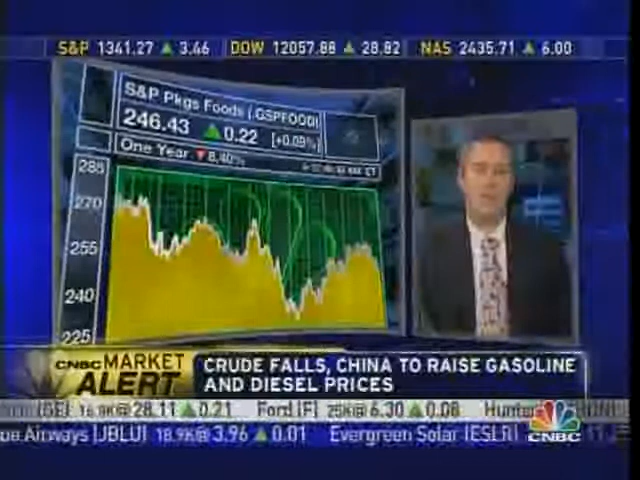 S&P 1341.27 ▲ 3.46 DOW 12057.88 ▲ 28.82 NAS 2435.71 ▲ 6.00
S&P Pkgs Foods (.GSPFOOD)
246.43 ▲ 0.22 [+0.09%]
One Year ▼ 8.40%
285
270
255
240
225
CNBC MARKET ALERT
CRUDE FALLS, CHINA TO RAISE GASOLINE
AND DIESEL PRICES
(GE) 28.11 ▲ 0.21 Ford (F) 25K@ 6.30 ▲ 0.08
Airways (JBLU) 18.9K@ 3.96 ▲ 0.01 Evergreen Solar (ESLR)
CNBC